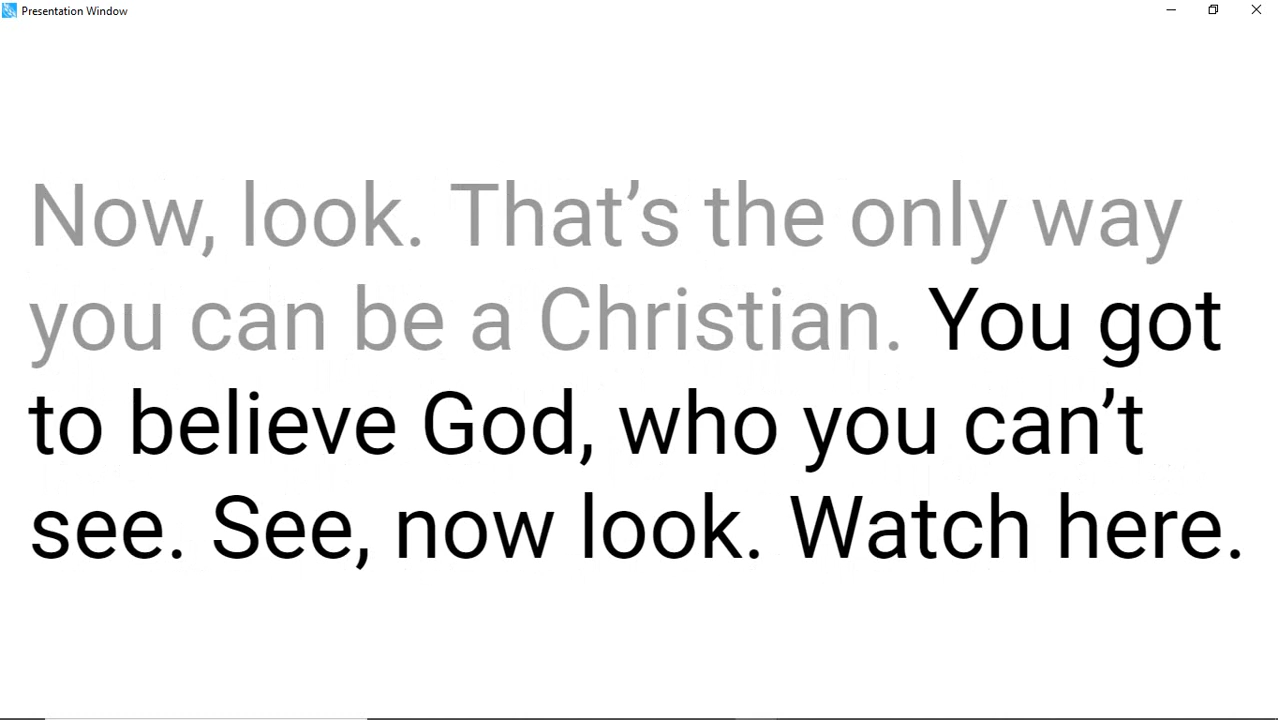 Presentation Window
Now, look. That’s the only way
you can be a Christian. You got
to believe God, who you can’t
see. See, now look. Watch here.